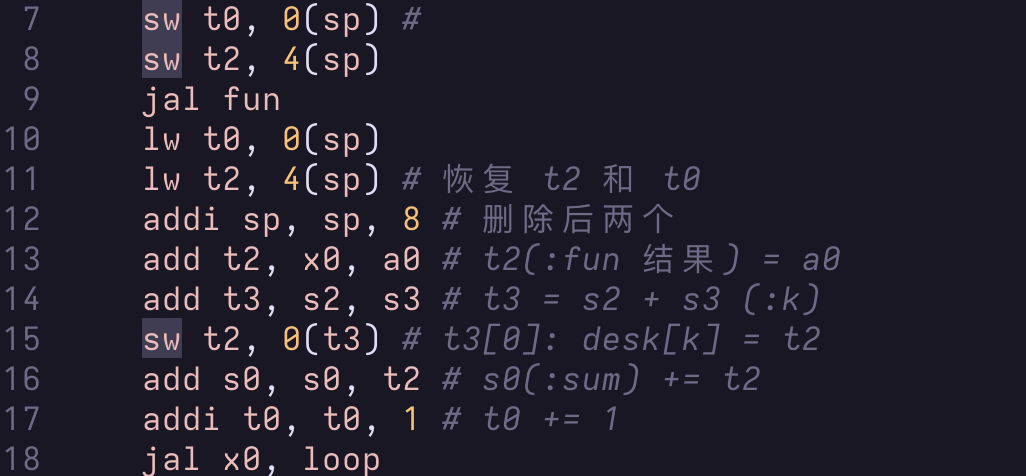 7 sw t0, 0(sp) #
8 sw t2, 4(sp)
9 jal fun
10 lw t0, 0(sp)
11 lw t2, 4(sp) # 恢复 t2 和 t0
12 addi sp, sp, 8 # 删除后两个
13 add t2, x0, a0 # t2(:fun 结果) = a0
14 add t3, s2, s3 # t3 = s2 + s3 (:k)
15 sw t2, 0(t3) # t3[0]: desk[k] = t2
16 add s0, s0, t2 # s0(:sum) += t2
17 addi t0, t0, 1 # t0 += 1
18 jal x0, loop